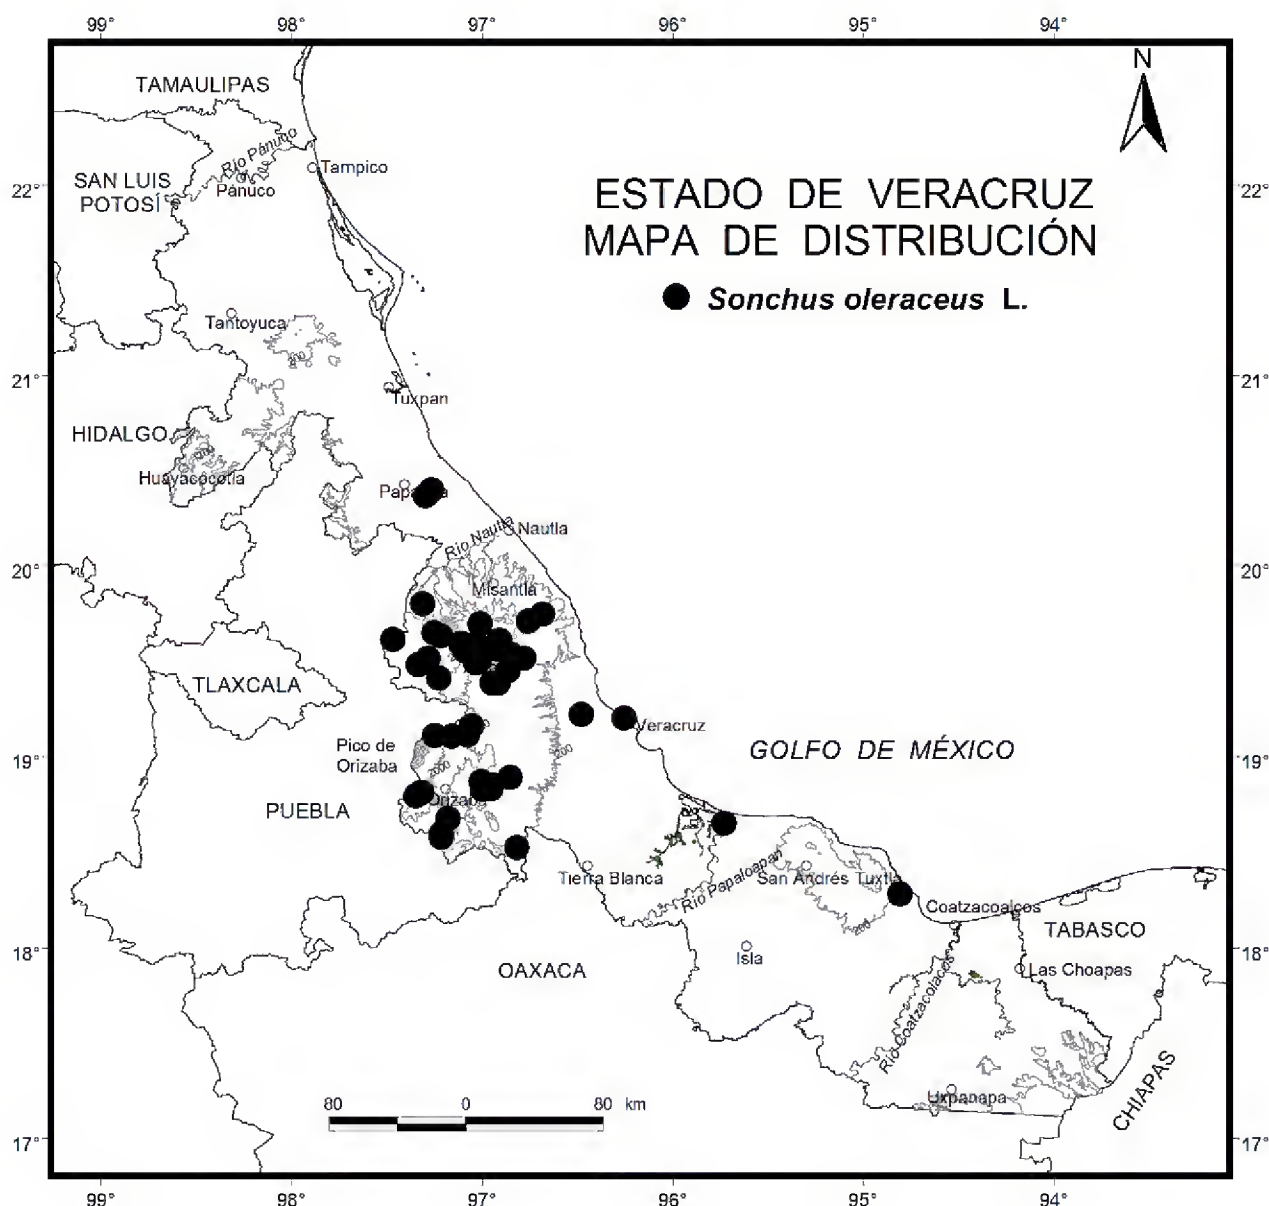 99° 98° 97° 96° 95° 94°
N
TAMAULIPAS
Río Pánuco
Tampico
SAN LUIS
POTOSÍ
Pánuco
22° 22°
ESTADO DE VERACRUZ
MAPA DE DISTRIBUCIÓN
Sonchus oleraceus L.
Tantoyuca
200
21° 21°
Tuxpan
HIDALGO
Huayacocotla
Nautla
Río Nautla
20° 20°
Misantla
TLAXCALA
Veracruz
Pico de
Orizaba
GOLFO DE MÉXICO
19° 19°
200
2000
Orizaba
PUEBLA
Tierra Blanca
Río Papaloapan
San Andrés Tuxtla
Coatzacoalcos
200
TABASCO
18° 18°
OAXACA
Isla
Las Choapas
Río Coatzacoalcos
CHIAPAS
Uxpanapa
80 0 80 km
17° 17°
99° 98° 97° 96° 95° 94°